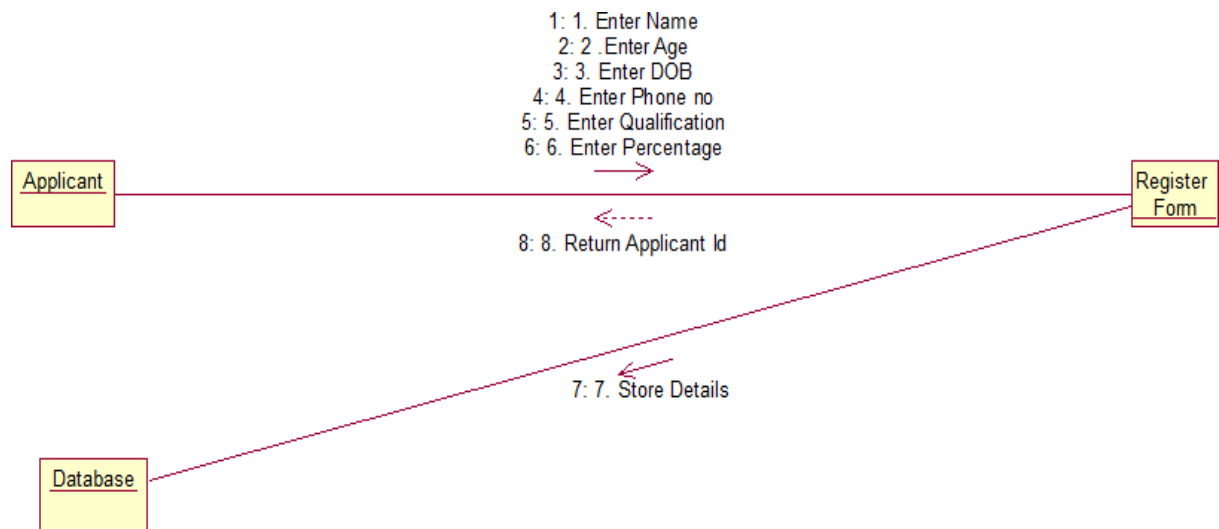 1: 1. Enter Name
2: 2 .Enter Age
3: 3. Enter DOB
4: 4. Enter Phone no
5: 5. Enter Qualification
6: 6. Enter Percentage
Applicant
Register
Form
8: 8. Return Applicant Id
7: 7. Store Details
Database